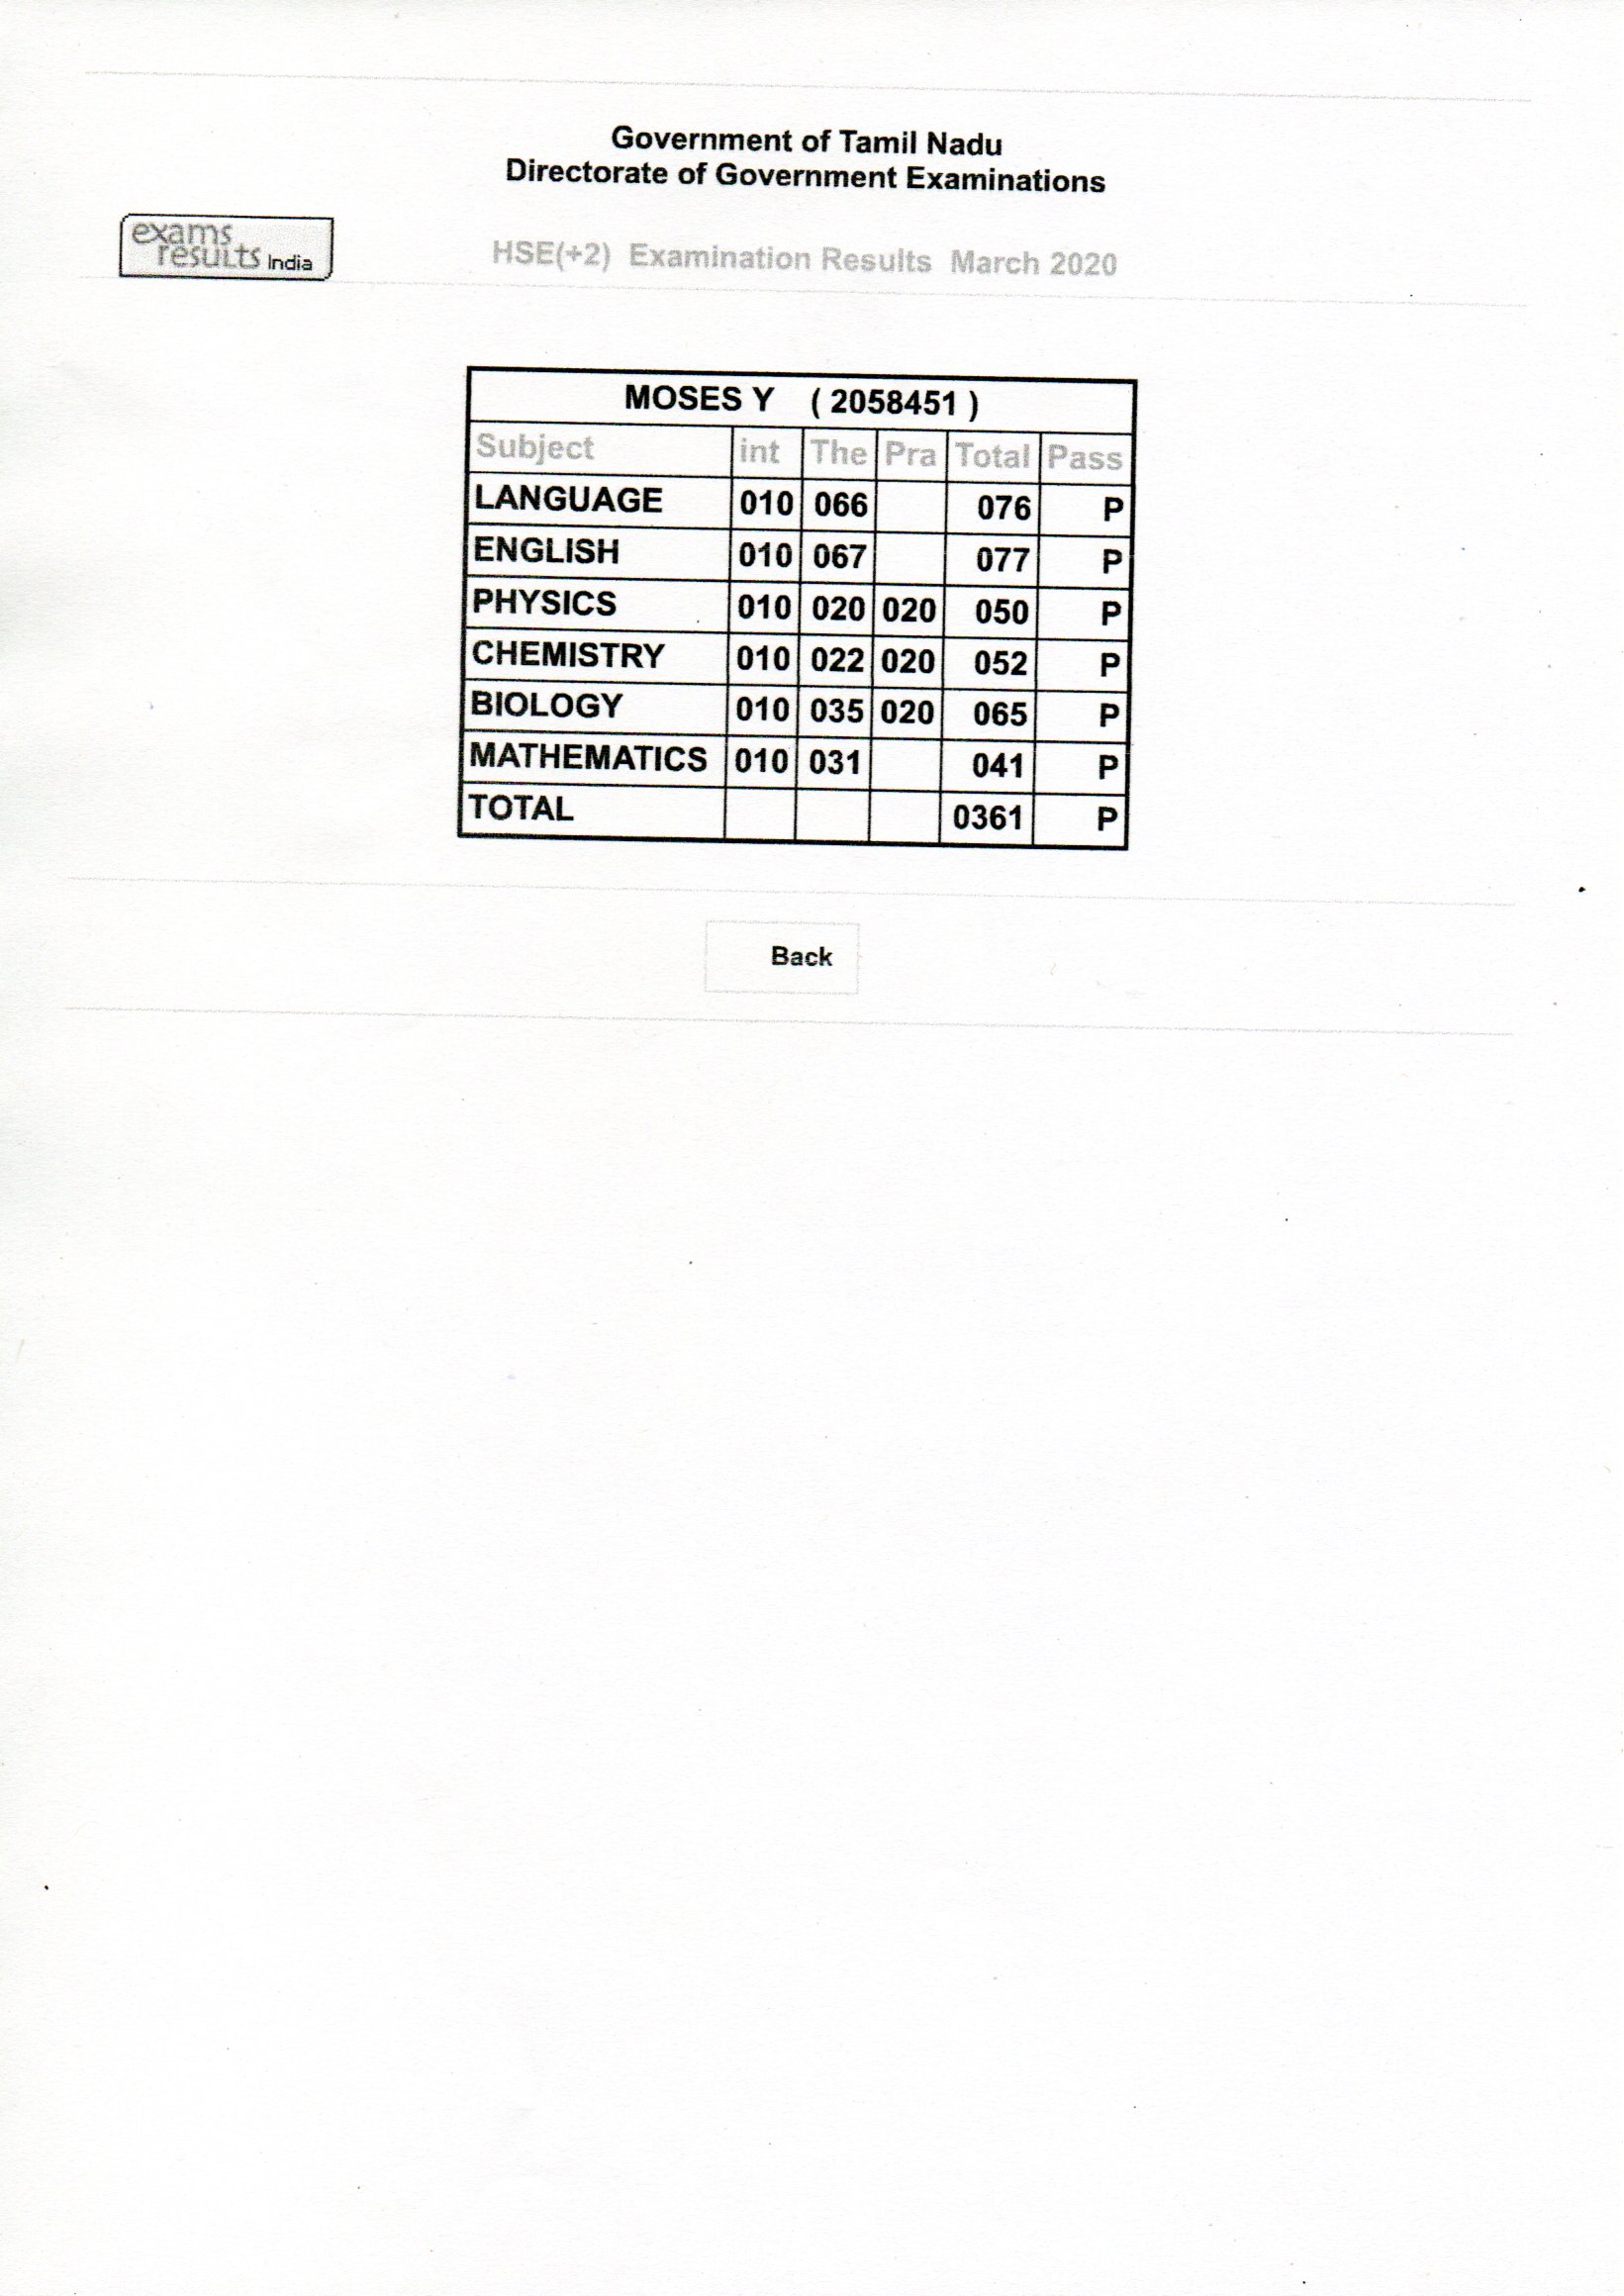 Government of Tamil Nadu
Directorate of Government Examinations
exams
results India
HSE(+2) Examination Results March 2020
MOSES Y ( 2058451 )
Subject int The Pra Total Pass
LANGUAGE 010 066 076 P
ENGLISH 010 067 077 P
PHYSICS 010 020 020 050 P
CHEMISTRY 010 022 020 052 P
BIOLOGY 010 035 020 065 P
MATHEMATICS 010 031 041 P
TOTAL 0361 P
Back